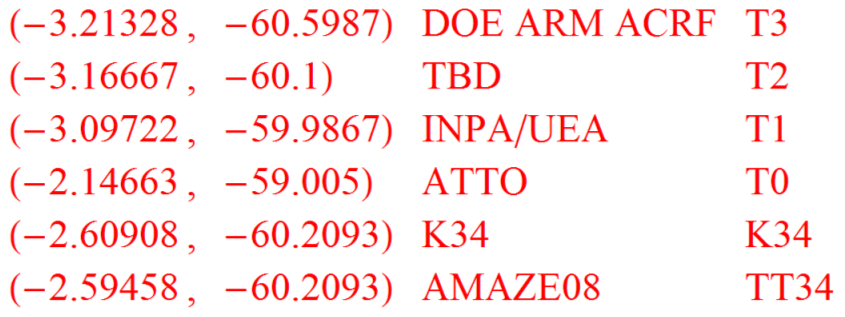 (−3.21328, −60.5987) DOE ARM ACRF T3
(−3.16667, −60.1) TBD T2
(−3.09722, −59.9867) INPA/UEA T1
(−2.14663, −59.005) ATTO T0
(−2.60908, −60.2093) K34 K34
(−2.59458, −60.2093) AMAZE08 TT34